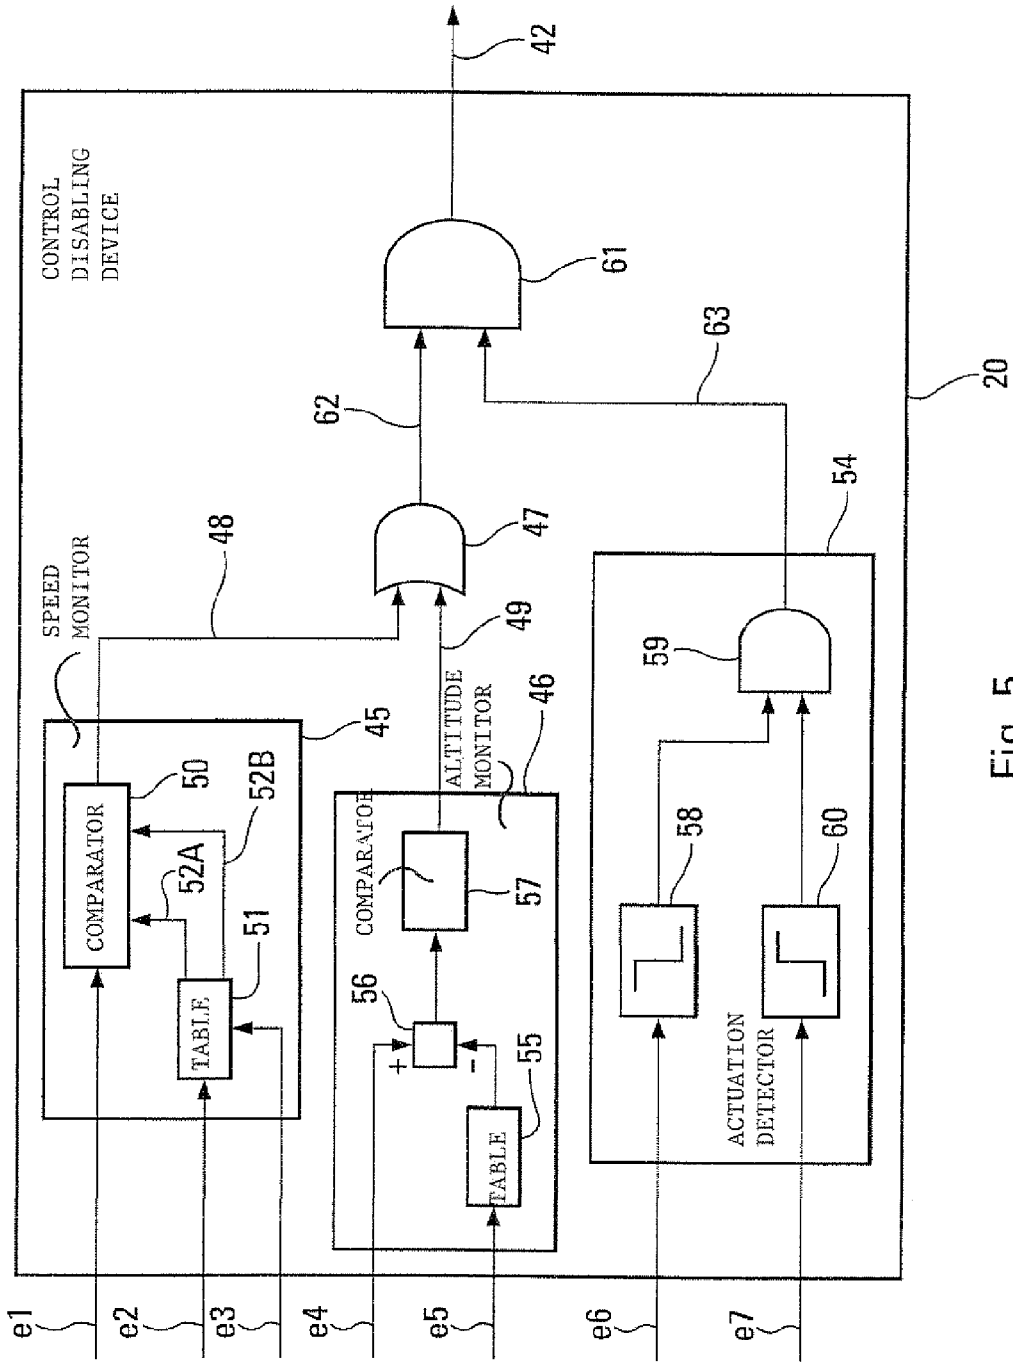 CONTROL
DISABLING
DEVICE
42
61
62
63
20
SPEED
MONITOR
48
47
49
54
45
COMPARATOR
50
52B
52A
TABLE
51
ALTITUDE
MONITOR
46
COMPARATOR
57
56
+
-
TABLE
55
59
58
60
ACTUATION
DETECTOR
e1
e2
e3
e4
e5
e6
e7
Fig. 5